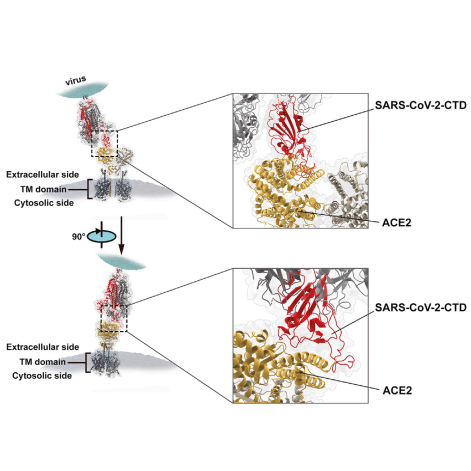 virus
SARS-CoV-2-CTD
Extracellular side
TM domain
Cytosolic side
ACE2
90°
SARS-CoV-2-CTD
Extracellular side
TM domain
Cytosolic side
ACE2